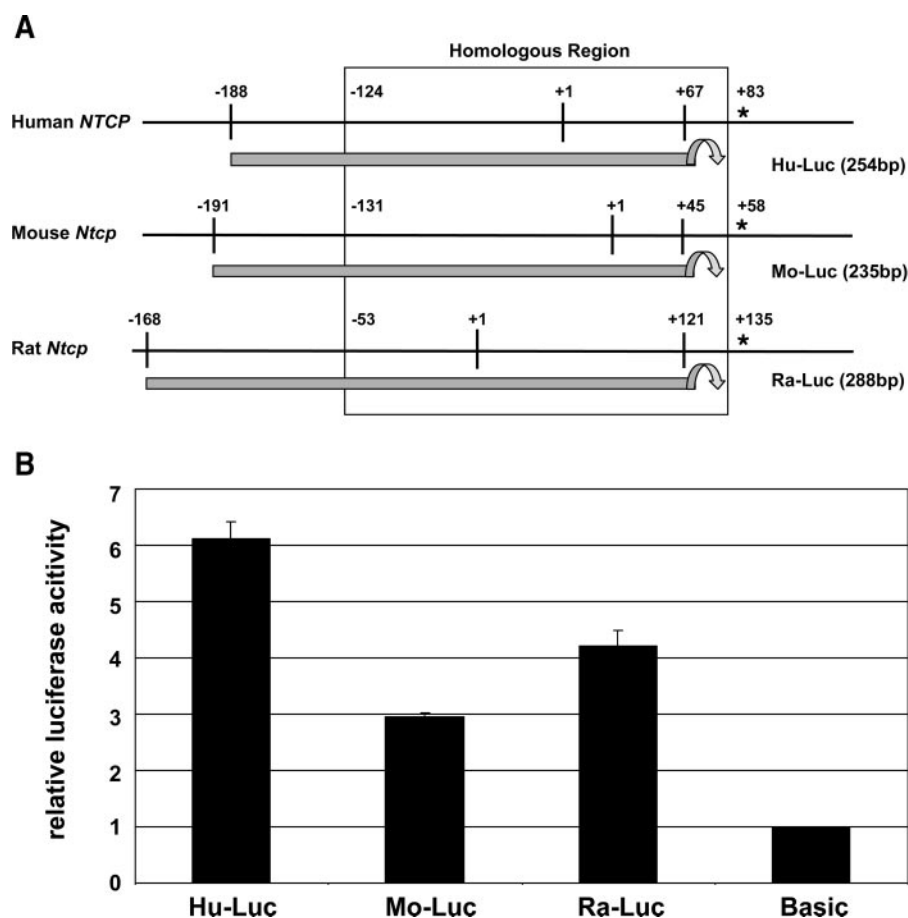 A
Homologous Region
-188 -124 +1 +67 +83
Human NTCP *
Hu-Luc (254bp)
-191 -131 +1 +45 +58
Mouse Ntcp *
Mo-Luc (235bp)
-168 -53 +1 +121 +135
Rat Ntcp *
Ra-Luc (288bp)
B
relative luciferase acitivity
7
6
5
4
3
2
1
0
Hu-Luc Mo-Luc Ra-Luc Basic